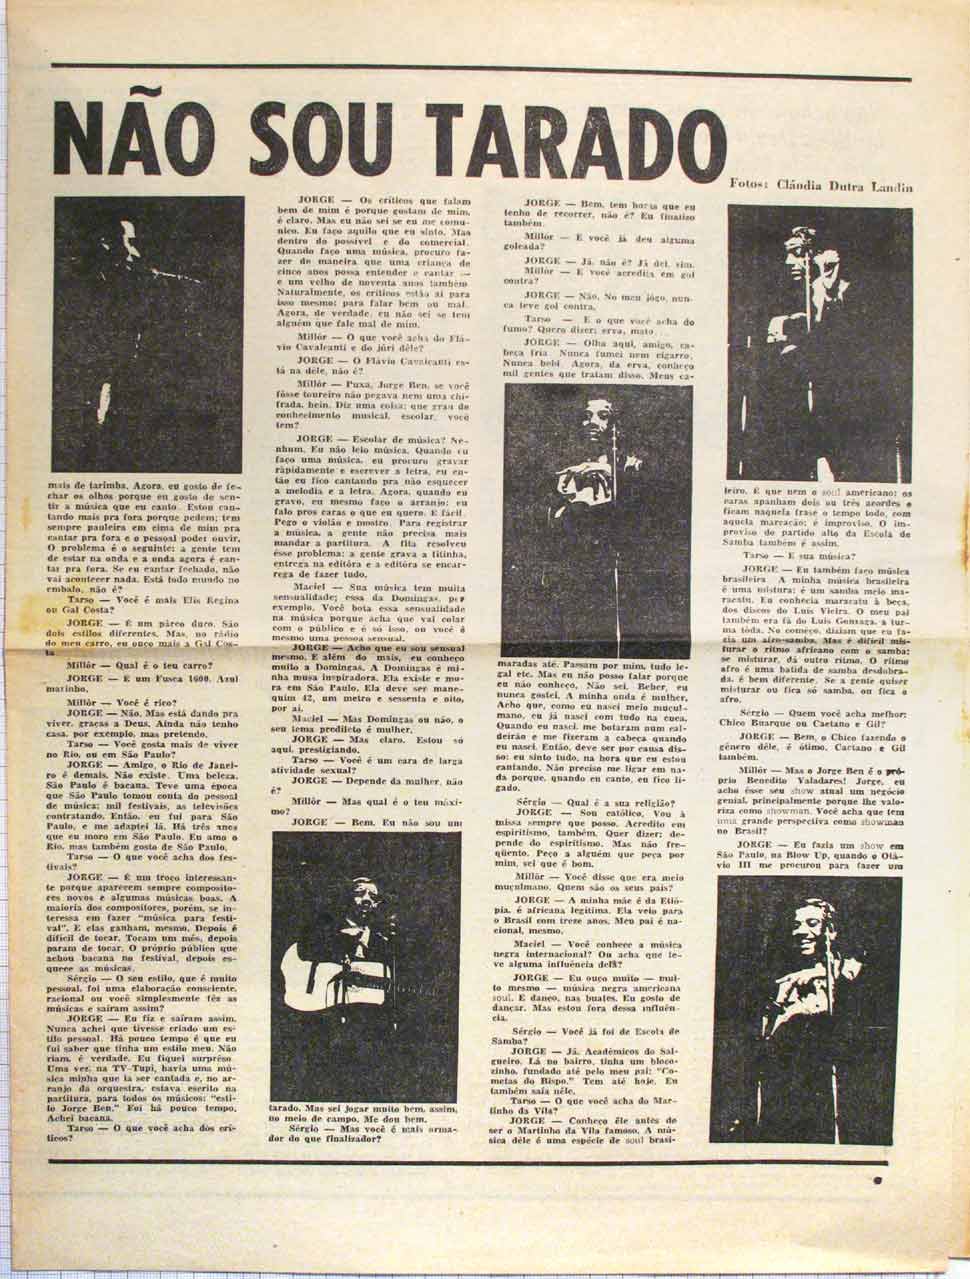 NÃO SOU TARADO
Fotos: Cláudia Dutra Landin
mais de tarimba. Agora, eu gosto de fe-
char os olhos porque eu gosto de sen-
tir a música que eu canto. Estou can-
tando mais pra fora porque pedem; tem
sempre pauleira em cima de mim pra
cantar pra fora e o pessoal poder ouvir.
O problema é o seguinte: a gente tem
de estar na onda e a onda agora é can-
tar pra fora. Se eu cantar fechado, não
vai acontecer nada. Está todo mundo no
embalo, não é?
Tarso — Você é mais Elis Regina
ou Gal Costa?
JORGE — É um páreo duro. São
dois estilos diferentes. Mas, no rádio
do meu carro, eu ouço mais a Gal Cos-
ta
Millôr — Qual é o teu carro?
JORGE — É um Fusca 1600. Azul
marinho.
Millôr — Você é rico?
JORGE — Não. Mas está dando pra
viver, graças a Deus. Ainda não tenho
casa, por exemplo, mas pretendo.
Tarso — Você gosta mais de viver
no Rio, ou em São Paulo?
JORGE — Amigo, o Rio de Janei-
ro é demais. Não existe. Uma beleza.
São Paulo é bacana. Teve uma época
que São Paulo tomou conta do pessoal
de música: mil festivais, as televisões
contratando. Então, eu fui para São
Paulo, e me adaptei lá. Há três anos
que eu moro em São Paulo. Eu amo o
Rio, mas também gosto de São Paulo.
Tarso — O que você acha dos fes-
tivais?
JORGE — É um troço interessan-
te porque aparecem sempre composito-
res novos e algumas músicas boas. A
maioria dos compositores, porém, se in-
teressa em fazer "música para festi-
val". E elas ganham, mesmo. Depois é
difícil de tocar. Tocam um mês, depois
param de tocar. O próprio público que
achou bacana no festival, depois es-
quece as músicas.
Sérgio — O seu estilo, que é muito
pessoal, foi uma elaboração consciente,
racional ou você simplesmente fêz as
músicas e saíram assim?
JORGE — Eu fiz e saíram assim.
Nunca achei que tivesse criado um es-
tilo pessoal. Há pouco tempo é que eu
fui saber que tinha um estilo meu. Não
riam, é verdade. Eu fiquei surprêso
Uma vez, na TV-Tupi, havia uma mú-
sica minha que ia ser cantada e, no ar-
ranjo da orquestra, estava escrito na
partitura, para todos os músicos: "esti-
lo Jorge Ben." Foi há pouco tempo.
Achei bacana.
Tarso — O que você acha dos crí-
ticos?
JORGE — Os críticos que falam
bem de mim é porque gostam de mim,
é claro. Mas eu não sei se eu me comu-
nico. Eu faço aquilo que eu sinto. Mas
dentro do possível e do comercial.
Quando faço uma música, procuro fa-
zer de maneira que uma criança de
cinco anos possa entender e cantar —
e um velho de noventa anos também
Naturalmente, os críticos estão aí para
isso mesmo: para falar bem ou mal.
Agora, de verdade, eu não sei se tem
alguém que fale mal de mim.
Millôr — O que você acha do Flá-
vio Cavalcanti e do júri dêle?
JORGE — O Flávio Cavalcanti es-
tá na dêle, não é?
Millôr — Puxa, Jorge Ben, se você
fôsse toureiro não pegava nem uma chi-
frada, hein. Diz uma coisa: que grau de
conhecimento musical, escolar, você
tem?
JORGE — Escolar de música? Ne-
nhum. Eu não leio música. Quando eu
faço uma música, eu procuro gravar
ràpidamente e escrever a letra, eu en-
tão eu fico cantando pra não esquecer
a melodia e a letra. Agora, quando eu
gravo, eu mesmo faço o arranjo; eu
falo pros caras o que eu quero. E fácil.
Pego o violão e mostro. Para registrar
a música, a gente não precisa mais
mandar a partitura. A fita resolveu
êsse problema: a gente grava a fitinha,
entrega na editôra e a editôra se encar-
rega de fazer tudo.
Maciel — Sua música tem muita
sensualidade; essa da Domingas, por
exemplo. Você bota essa sensualidade
na música porque acha que vai colar
com o público e é só isso, ou você é
mesmo uma pessoa sensual.
JORGE — Acho que eu sou sensual
mesmo. E além do mais, eu conheço
muito a Domingas. A Domingas é mi-
nha musa inspiradora. Ela existe e mo-
ra em São Paulo. Ela deve ser mane-
quim 42, um metro e sessenta e oito,
por aí.
Maciel — Mas Domingas ou não, o
seu tema predileto é mulher.
JORGE — Mas claro. Estou só
aqui, prestigiando.
Tarso — Você é um cara de larga
atividade sexual?
JORGE — Depende da mulher, não
é?
Millôr — Mas qual é o teu máxi-
mo?
JORGE — Bem. Eu não sou um
tarado. Mas sei jogar muito bem, assim,
no meio de campo. Me dou bem.
Sérgio — Mas você é mais arma-
dor do que finalizador?
JORGE — Bem, tem horas que eu
tenho de recorrer, não é? Eu finalizo
também.
Millôr — E você já deu alguma
goleada?
JORGE — Já, não é? Já dei, sim.
Millôr — E você acredita em gol
contra?
JORGE — Não. No meu jôgo, nun-
ca teve gol contra.
Tarso — E o que você acha do
fumo? Quero dizer: erva, mato...
JORGE — Olha aqui, amigo, ca-
beça fria. Nunca fumei nem cigarro.
Nunca bebi. Agora, da erva, conheço
mil gentes que tratam disso. Meus ca-
maradas até. Passam por mim, tudo le-
gal etc. Mas eu não posso falar porque
eu não conheço. Não sei. Beber, eu
nunca gostei. A minha onda é mulher.
Acho que, como eu nasci meio muçul-
mano, eu já nasci com tudo na cuca.
Quando eu nasci, me botaram num cal-
deirão e me fizeram a cabeça quando
eu nasci. Então, deve ser por causa dis-
so: eu sinto tudo, na hora que eu estou
cantando. Não preciso me ligar em na-
da porque, quando eu canto, eu fico li-
gado.
Sérgio — Qual é a sua religião?
JORGE — Sou católico. Vou à
missa sempre que posso. Acredito em
espiritismo, também. Quer dizer: de-
pende do espiritismo. Mas não fre-
qüento. Peço a alguém que peça por
mim, sei que é bom.
Millôr — Você disse que era meio
muçulmano. Quem são os seus pais?
JORGE — A minha mãe é da Etió-
pia, é africana legítima. Ela veio para
o Brasil com treze anos. Meu pai é na-
cional, mesmo.
Maciel — Você conhece a música
negra internacional? Ou acha que te-
ve alguma influência dela?
JORGE — Eu ouço muito — mui-
to mesmo — música negra americana
soul. E danço, nas buates. Eu gosto de
dançar. Mas estou fora dessa influên-
cia.
Sérgio — Você já foi de Escola de
Samba?
JORGE — Já. Acadêmicos do Sal-
gueiro. Lá no bairro, tinha um bloco-
zinho, fundado até pelo meu pai: "Co-
metas do Bispo." Tem até hoje. Eu
também saía nêle.
Tarso — O que você acha do Mar-
tinho da Vila?
JORGE — Conheço êle antes de
ser o Martinho da Vila famoso. A mú-
sica dêle é uma espécie de soul brasi-
leiro. É que nem o soul americano: os
caras apanham dois ou três acordes e
ficam naquela frase o tempo todo, com
aquela marcação; é improviso. O im-
proviso do partido alto da Escola de
Samba também é assim.
Tarso — E sua música?
JORGE — Eu também faço música
brasileira A minha música brasileira
é uma mistura: é um samba meio ma-
racatu. Eu conhecia maracatu à beça,
dos discos do Luís Vieira. O meu pai
também era fã do Luís Gonzaga, a tur-
ma tôda. No comêço, diziam que eu fa-
zia um afro-samba. Mas é difícil mis-
turar o ritmo africano com o samba;
se misturar, dá outro ritmo. O ritmo
afro é uma batida de samba desdobra-
da, é bem diferente. Se a gente quiser
misturar ou fica só samba, ou fica o
afro.
Sérgio — Quem você acha melhor:
Chico Buarque ou Caetano e Gil?
JORGE — Bem, o Chico fazendo o
gênero dêle, é ótimo. Caetano e Gil
também.
Millôr — Mas o Jorge Ben é o pró-
prio Benedito Valadares! Jorge, eu
acho êsse seu show atual um negócio
genial, principalmente porque lhe valo-
riza como showman. Você acha que tem
uma grande perspectiva como showman
no Brasil?
JORGE — Eu fazia um show em
São Paulo, na Blow Up, quando o Otá-
vio III me procurou para fazer um